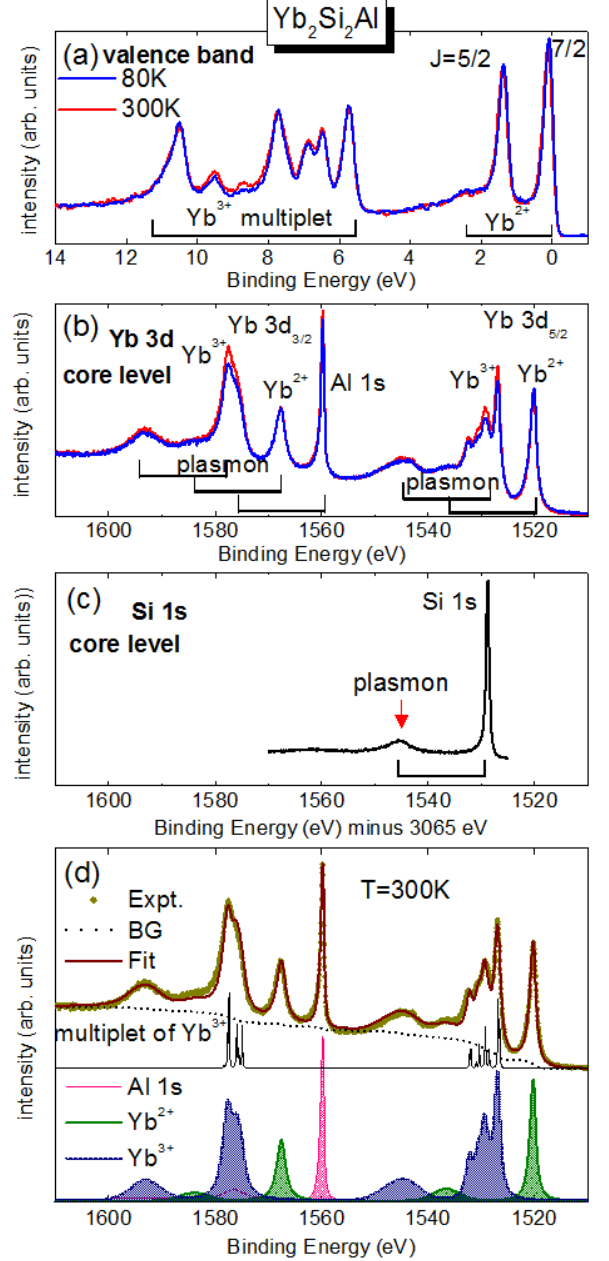 Yb₂Si₂Al
(a) valence band
80K
300K
J=5/2
7/2
Yb³⁺ multiplet
Yb²⁺
intensity (arb. units)
14 12 10 8 6 4 2 0
Binding Energy (eV)
(b) Yb 3d
core level
Yb³⁺
Yb 3d₃/₂
Yb²⁺
Al 1s
Yb 3d₅/₂
Yb³⁺
Yb²⁺
plasmon
plasmon
intensity (arb. units)
1600 1580 1560 1540 1520
Binding Energy (eV)
(c)
Si 1s
core level
Si 1s
plasmon
intensity (arb. units))
1600 1580 1560 1540 1520
Binding Energy (eV) minus 3065 eV
(d)
T=300K
Expt.
BG
Fit
multiplet of Yb³⁺
Al 1s
Yb²⁺
Yb³⁺
intensity (arb. units)
1600 1580 1560 1540 1520
Binding Energy (eV)